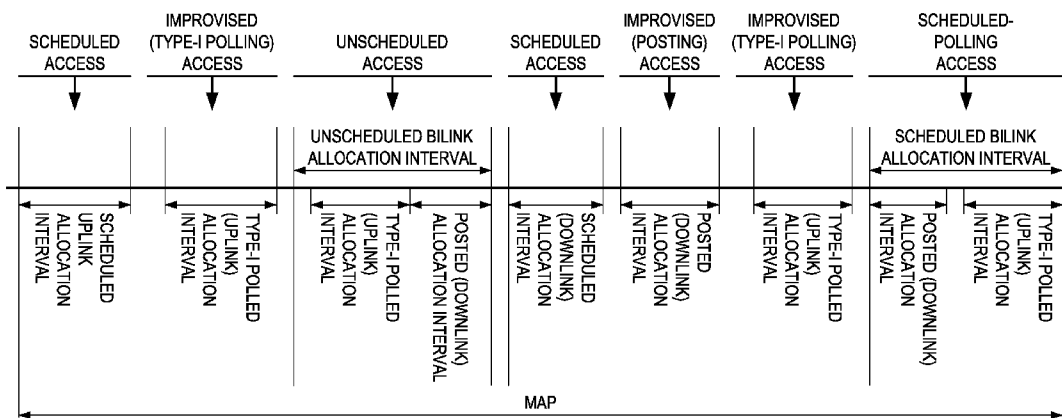 SCHEDULED
ACCESS
IMPROVISED
(TYPE-I POLLING)
ACCESS
UNSCHEDULED
ACCESS
SCHEDULED
ACCESS
IMPROVISED
(POSTING)
ACCESS
IMPROVISED
(TYPE-I POLLING)
ACCESS
SCHEDULED-
POLLING
ACCESS
UNSCHEDULED BILINK
ALLOCATION INTERVAL
SCHEDULED BILINK
ALLOCATION INTERVAL
SCHEDULED
UPLINK
ALLOCATION
INTERVAL
TYPE-I POLLED
(UPLINK)
ALLOCATION
INTERVAL
TYPE-I POLLED
(UPLINK)
ALLOCATION
INTERVAL
POSTED (DOWNLINK)
ALLOCATION INTERVAL
SCHEDULED
(DOWNLINK)
ALLOCATION
INTERVAL
POSTED
(DOWNLINK)
ALLOCATION
INTERVAL
TYPE-I POLLED
(UPLINK)
ALLOCATION
INTERVAL
POSTED (DOWNLINK)
ALLOCATION
INTERVAL
TYPE-I POLLED
(UPLINK)
ALLOCATION
INTERVAL
MAP